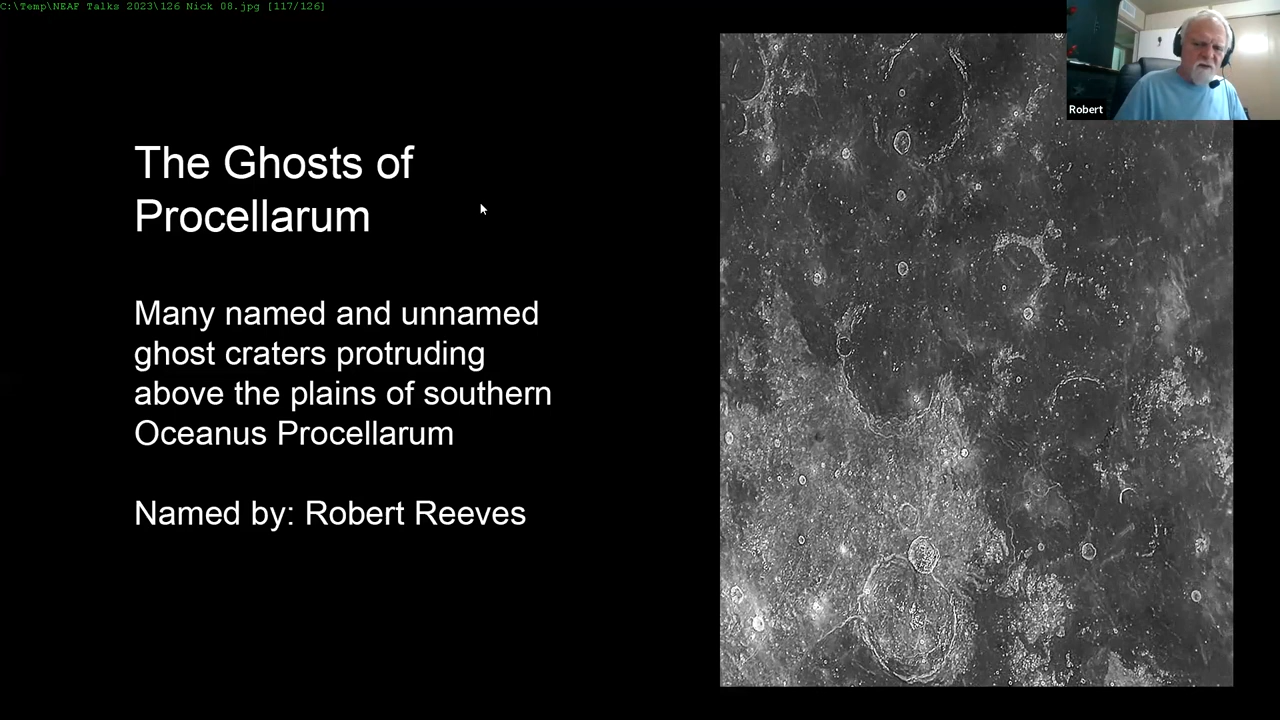 C:\Temp\NEAF Talks 2023\126 Nick 08.jpg [117/126]
Robert
The Ghosts of
Procellarum
Many named and unnamed
ghost craters protruding
above the plains of southern
Oceanus Procellarum
Named by: Robert Reeves